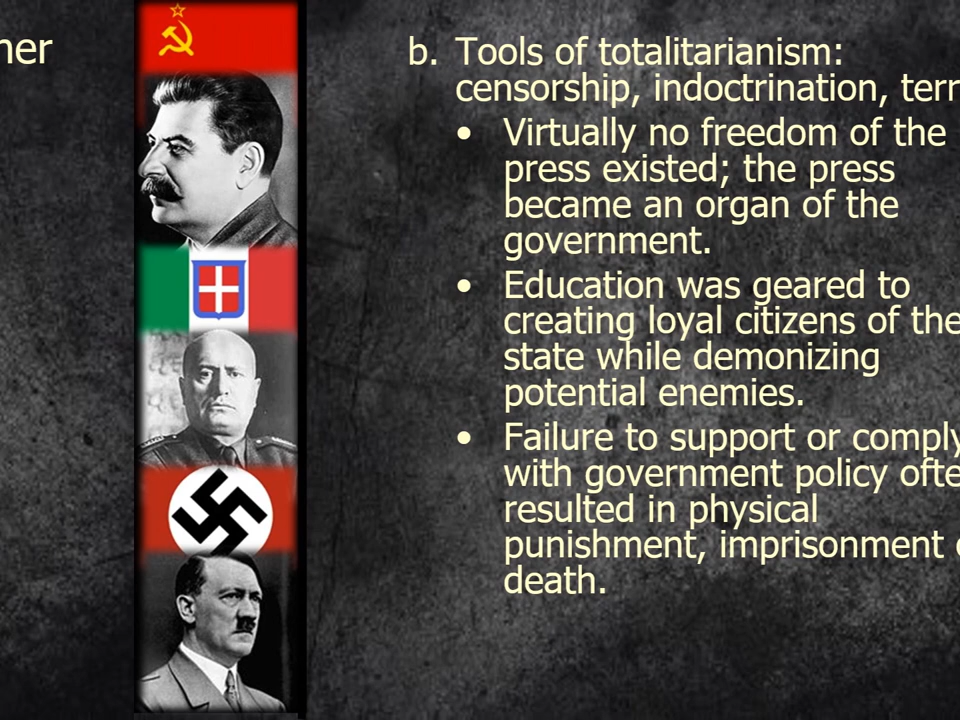 ner
b. Tools of totalitarianism:
censorship, indoctrination, terr
• Virtually no freedom of the
press existed; the press
became an organ of the
government.
• Education was geared to
creating loyal citizens of the
state while demonizing
potential enemies.
• Failure to support or comply
with government policy ofte
resulted in physical
punishment, imprisonment
death.